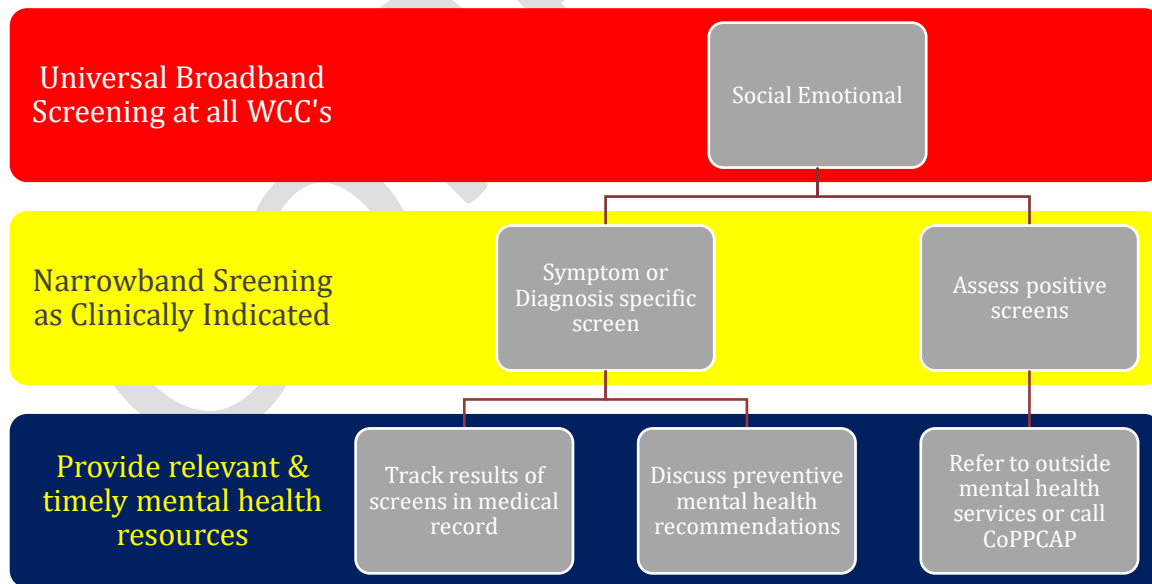 Universal Broadband
Screening at all WCC's
Social Emotional
Narrowband Sreening
as Clinically Indicated
Symptom or
Diagnosis specific
screen
Assess positive
screens
Provide relevant &
timely mental health
resources
Track results of
screens in medical
record
Discuss preventive
mental health
recommendations
Refer to outside
mental health
services or call
CoPPCAP